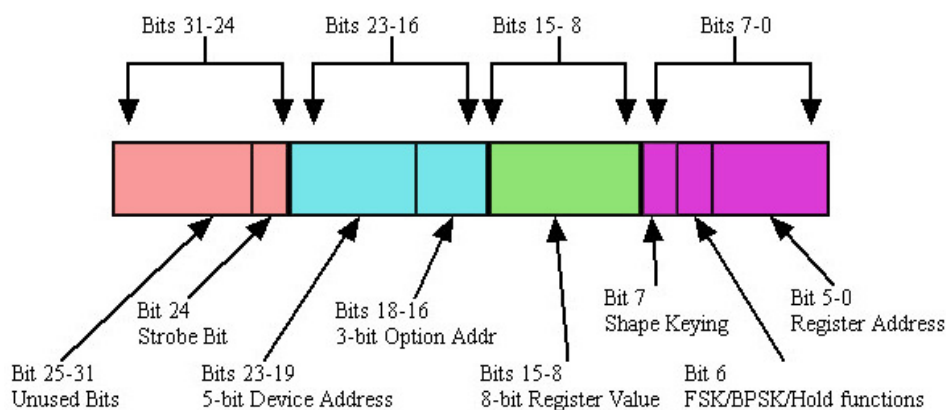 Bits 31-24
Bits 23-16
Bits 15- 8
Bits 7-0
Bit 24
Strobe Bit
Bits 18-16
3-bit Option Addr
Bit 7
Shape Keying
Bit 5-0
Register Address
Bit 25-31
Unused Bits
Bits 23-19
5-bit Device Address
Bits 15-8
8-bit Register Value
Bit 6
FSK/BPSK/Hold functions